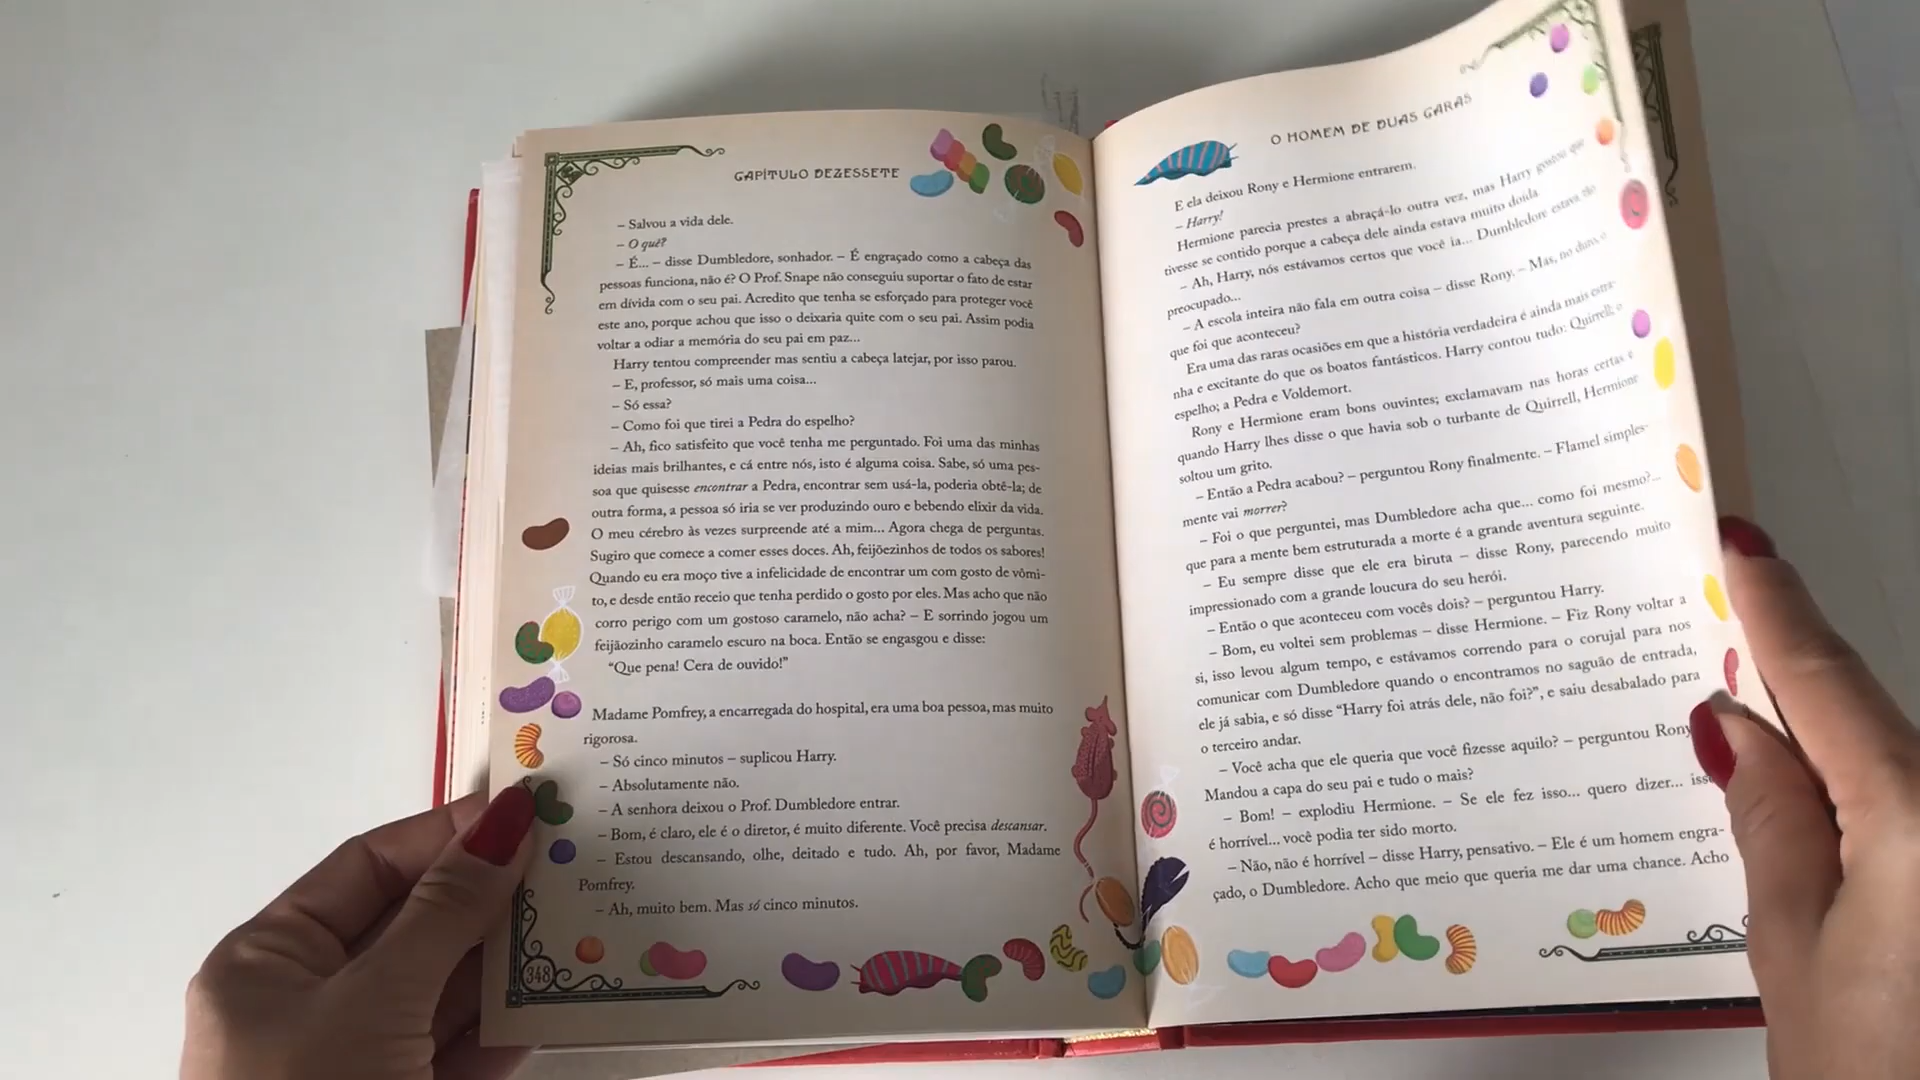 CAPÍTULO DEZESSETE
– Salvou a vida dele.
– O quê?
– É... – disse Dumbledore, sonhador. – É engraçado como a cabeça das
pessoas funciona, não é? O Prof. Snape não conseguiu suportar o fato de estar
em dívida com o seu pai. Acredito que tenha se esforçado para proteger você
este ano, porque achou que isso o deixaria quite com o seu pai. Assim podia
voltar a odiar a memória do seu pai em paz...
Harry tentou compreender mas sentiu a cabeça latejar, por isso parou.
– E, professor, só mais uma coisa...
– Só essa?
– Como foi que tirei a Pedra do espelho?
– Ah, fico satisfeito que você tenha me perguntado. Foi uma das minhas
ideias mais brilhantes, e cá entre nós, isto é alguma coisa. Sabe, só uma pes-
soa que quisesse encontrar a Pedra, encontrar sem usá-la, poderia obtê-la; de
outra forma, a pessoa só iria se ver produzindo ouro e bebendo elixir da vida.
O meu cérebro às vezes surpreende até a mim... Agora chega de perguntas.
Sugiro que comece a comer esses doces. Ah, feijõezinhos de todos os sabores!
Quando eu era moço tive a infelicidade de encontrar um com gosto de vômi-
to, e desde então receio que tenha perdido o gosto por eles. Mas acho que não
corro perigo com um gostoso caramelo, não acha? – E sorrindo jogou um
feijãozinho caramelo escuro na boca. Então se engasgou e disse:
“Que pena! Cera de ouvido!”
Madame Pomfrey, a encarregada do hospital, era uma boa pessoa, mas muito
rigorosa.
– Só cinco minutos – suplicou Harry.
– Absolutamente não.
– A senhora deixou o Prof. Dumbledore entrar.
– Bom, é claro, ele é o diretor, é muito diferente. Você precisa descansar.
– Estou descansando, olhe, deitado e tudo. Ah, por favor, Madame
Pomfrey.
– Ah, muito bem. Mas só cinco minutos.
348
O HOMEM DE DUAS CARAS
E ela deixou Rony e Hermione entrarem.
– Harry!
Hermione parecia prestes a abraçá-lo outra vez, mas Harry gostou que
tivesse se contido porque a cabeça dele ainda estava muito doída.
– Ah, Harry, nós estávamos certos que você ia... Dumbledore estava tão
preocupado...
– A escola inteira não fala em outra coisa – disse Rony. – Mas, no duro, o
que foi que aconteceu?
Era uma das raras ocasiões em que a história verdadeira é ainda mais estra-
nha e excitante do que os boatos fantásticos. Harry contou tudo: Quirrell; o
espelho; a Pedra e Voldemort.
Rony e Hermione eram bons ouvintes; exclamavam nas horas certas e
quando Harry lhes disse o que havia sob o turbante de Quirrell, Hermione
soltou um grito.
– Então a Pedra acabou? – perguntou Rony finalmente. – Flamel simples-
mente vai morrer?
– Foi o que perguntei, mas Dumbledore acha que... como foi mesmo?...
que para a mente bem estruturada a morte é a grande aventura seguinte.
– Eu sempre disse que ele era biruta – disse Rony, parecendo muito
impressionado com a grande loucura do seu herói.
– Então o que aconteceu com vocês dois? – perguntou Harry.
– Bom, eu voltei sem problemas – disse Hermione. – Fiz Rony voltar a
si, isso levou algum tempo, e estávamos correndo para o corujal para nos
comunicar com Dumbledore quando o encontramos no saguão de entrada,
ele já sabia, e só disse “Harry foi atrás dele, não foi?”, e saiu desabalado para
o terceiro andar.
– Você acha que ele queria que você fizesse aquilo? – perguntou Rony
Mandou a capa do seu pai e tudo o mais?
– Bom! – explodiu Hermione. – Se ele fez isso... quero dizer... isso
é horrível... você podia ter sido morto.
– Não, não é horrível – disse Harry, pensativo. – Ele é um homem engra-
çado, o Dumbledore. Acho que meio que queria me dar uma chance. Acho